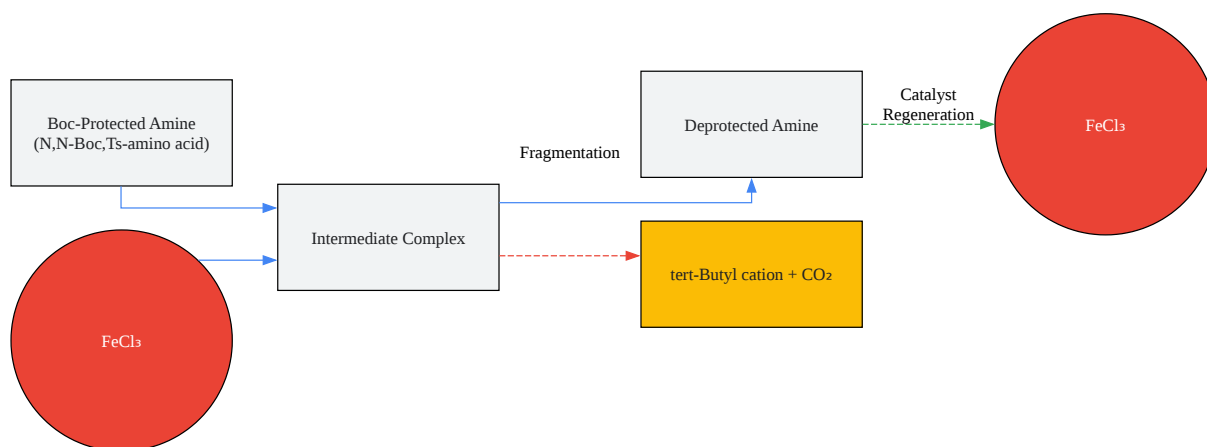 Boc-Protected Amine
(N,N-Boc,Ts-amino acid)
FeCl₃
Intermediate Complex
Fragmentation
Deprotected Amine
tert-Butyl cation + CO₂
Catalyst
Regeneration
FeCl₃